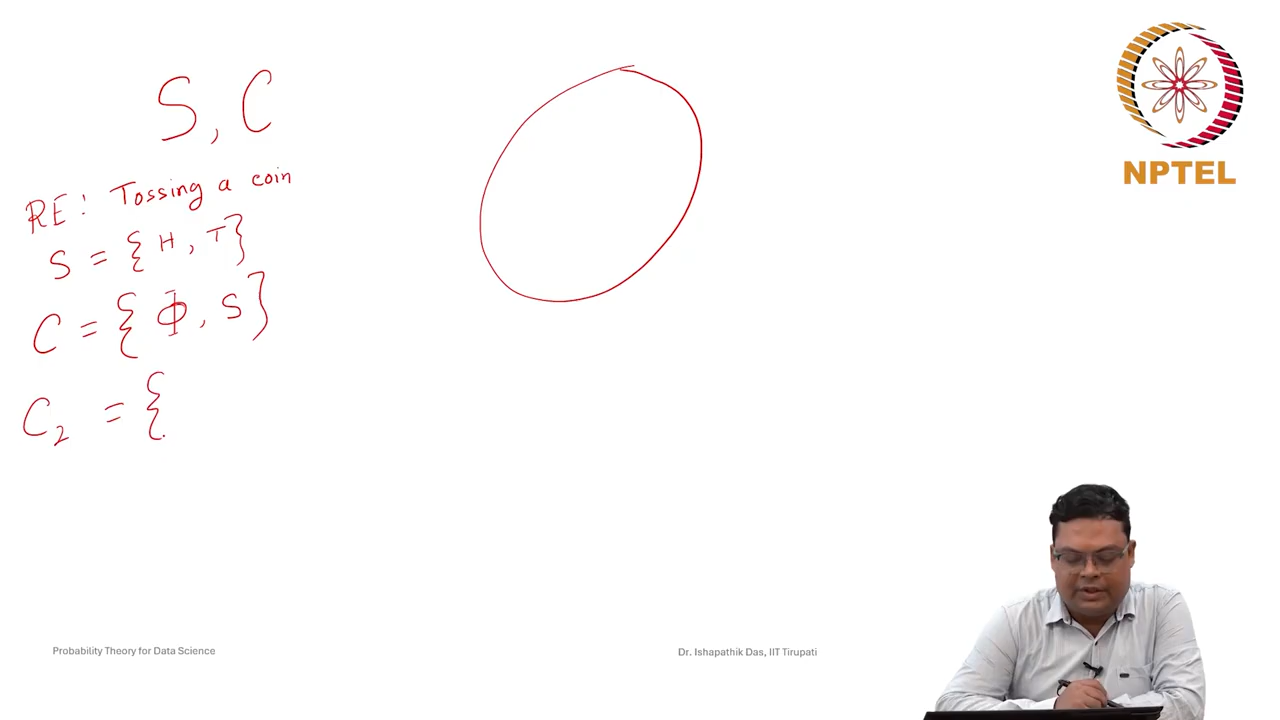 S, C
RE: Tossing a coin
S = {H, T}
C = {Φ, S}
C₂ = {
NPTEL
Probability Theory for Data Science
Dr. Ishapathik Das, IIT Tirupati